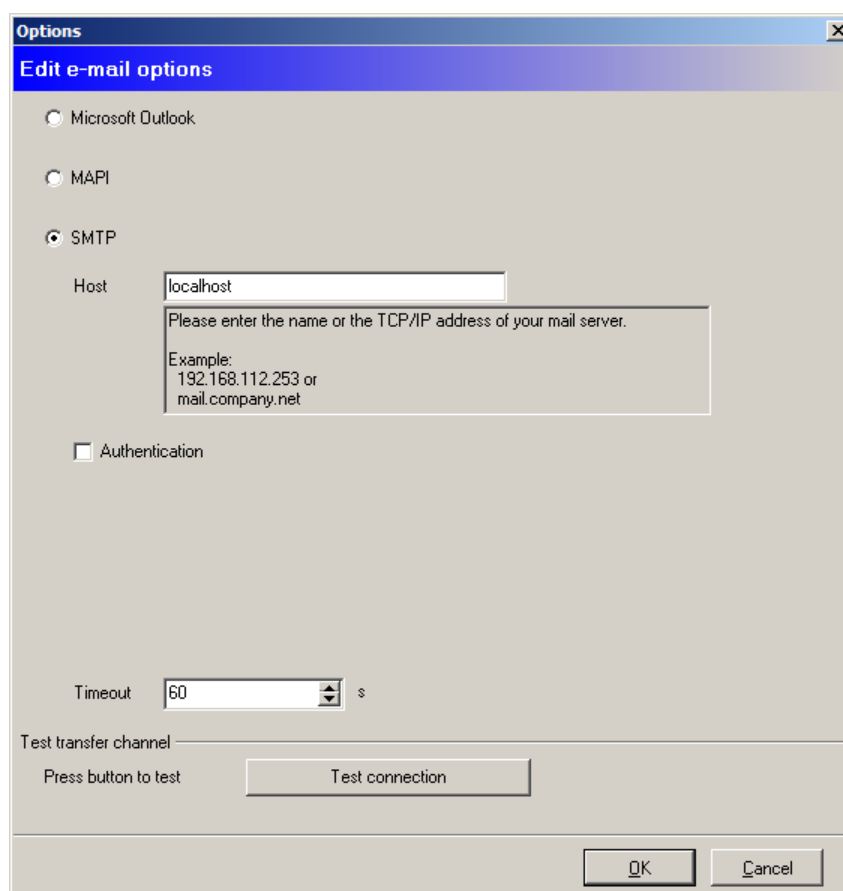 Options
Edit e-mail options
Microsoft Outlook
MAPI
SMTP
Host localhost
Please enter the name or the TCP/IP address of your mail server.
Example:
192.168.112.253 or
mail.company.net
Authentication
Timeout 60 s
Test transfer channel
Press button to test Test connection
OK Cancel